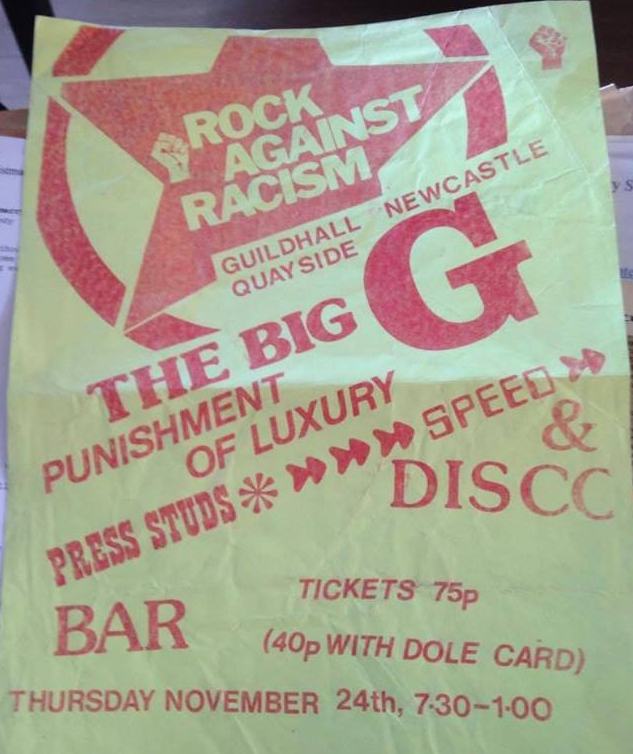 ROCK
AGAINST
RACISM
GUILDHALL NEWCASTLE
QUAYSIDE
THE BIG G
PUNISHMENT
OF LUXURY
PRESS STUDS * SPEED
&
DISCO
TICKETS 75p
BAR (40p WITH DOLE CARD)
THURSDAY NOVEMBER 24th, 7·30-1·00